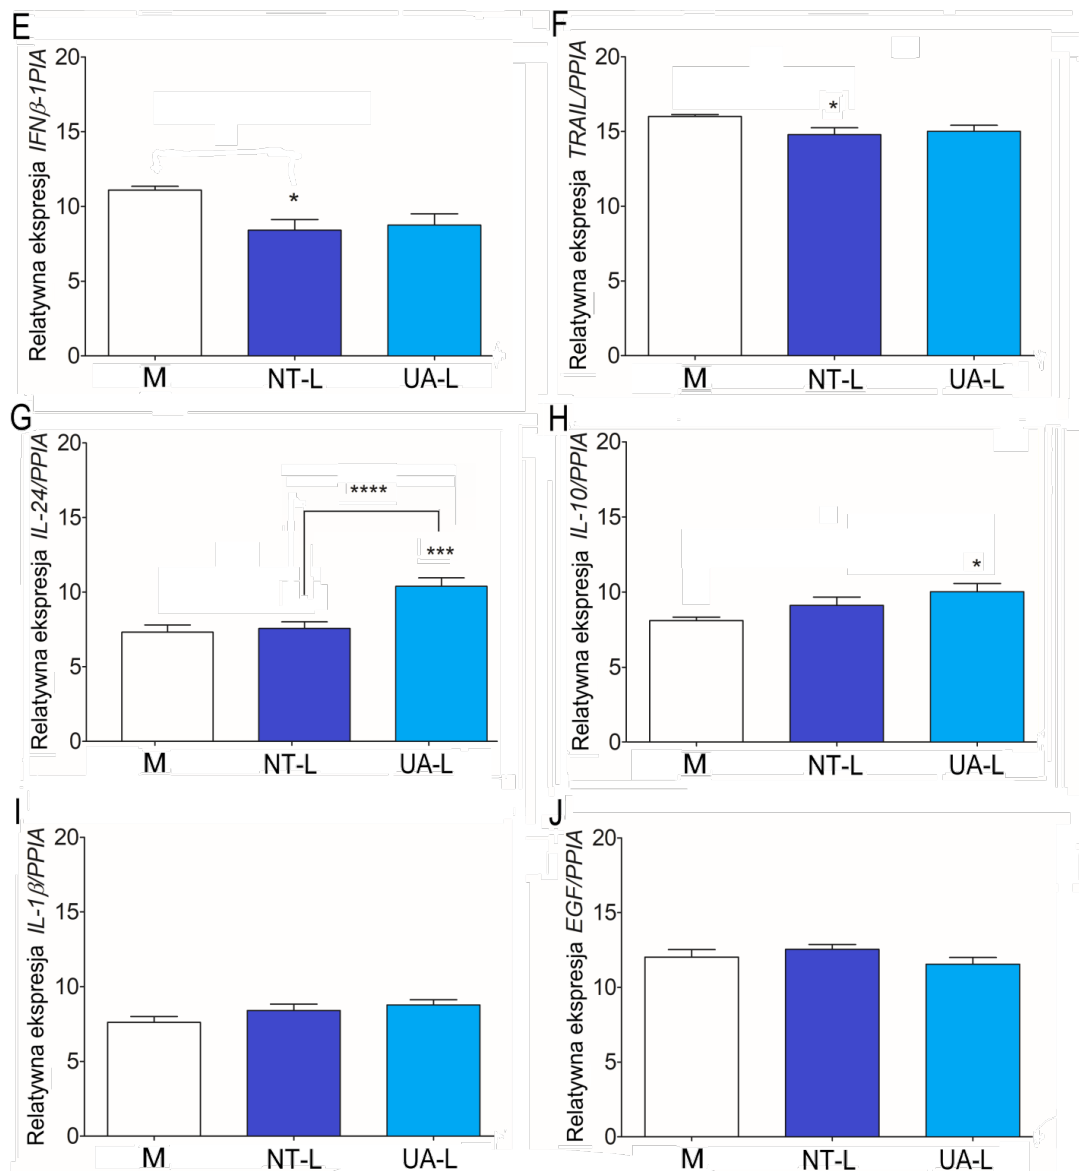 E
Relatywna ekspresja IFNβ-1PIA
20
15
10
5
0
*
M NT-L UA-L
F
Relatywna ekspresja TRAIL/PPIA
20
15
10
5
0
*
M NT-L UA-L
G
Relatywna ekspresja IL-24/PPIA
20
15
10
5
0
****
***
M NT-L UA-L
H
Relatywna ekspresja IL-10/PPIA
20
15
10
5
0
*
M NT-L UA-L
I
Relatywna ekspresja IL-1β/PPIA
20
15
10
5
0
M NT-L UA-L
J
Relatywna ekspresja EGF/PPIA
20
15
10
5
0
M NT-L UA-L